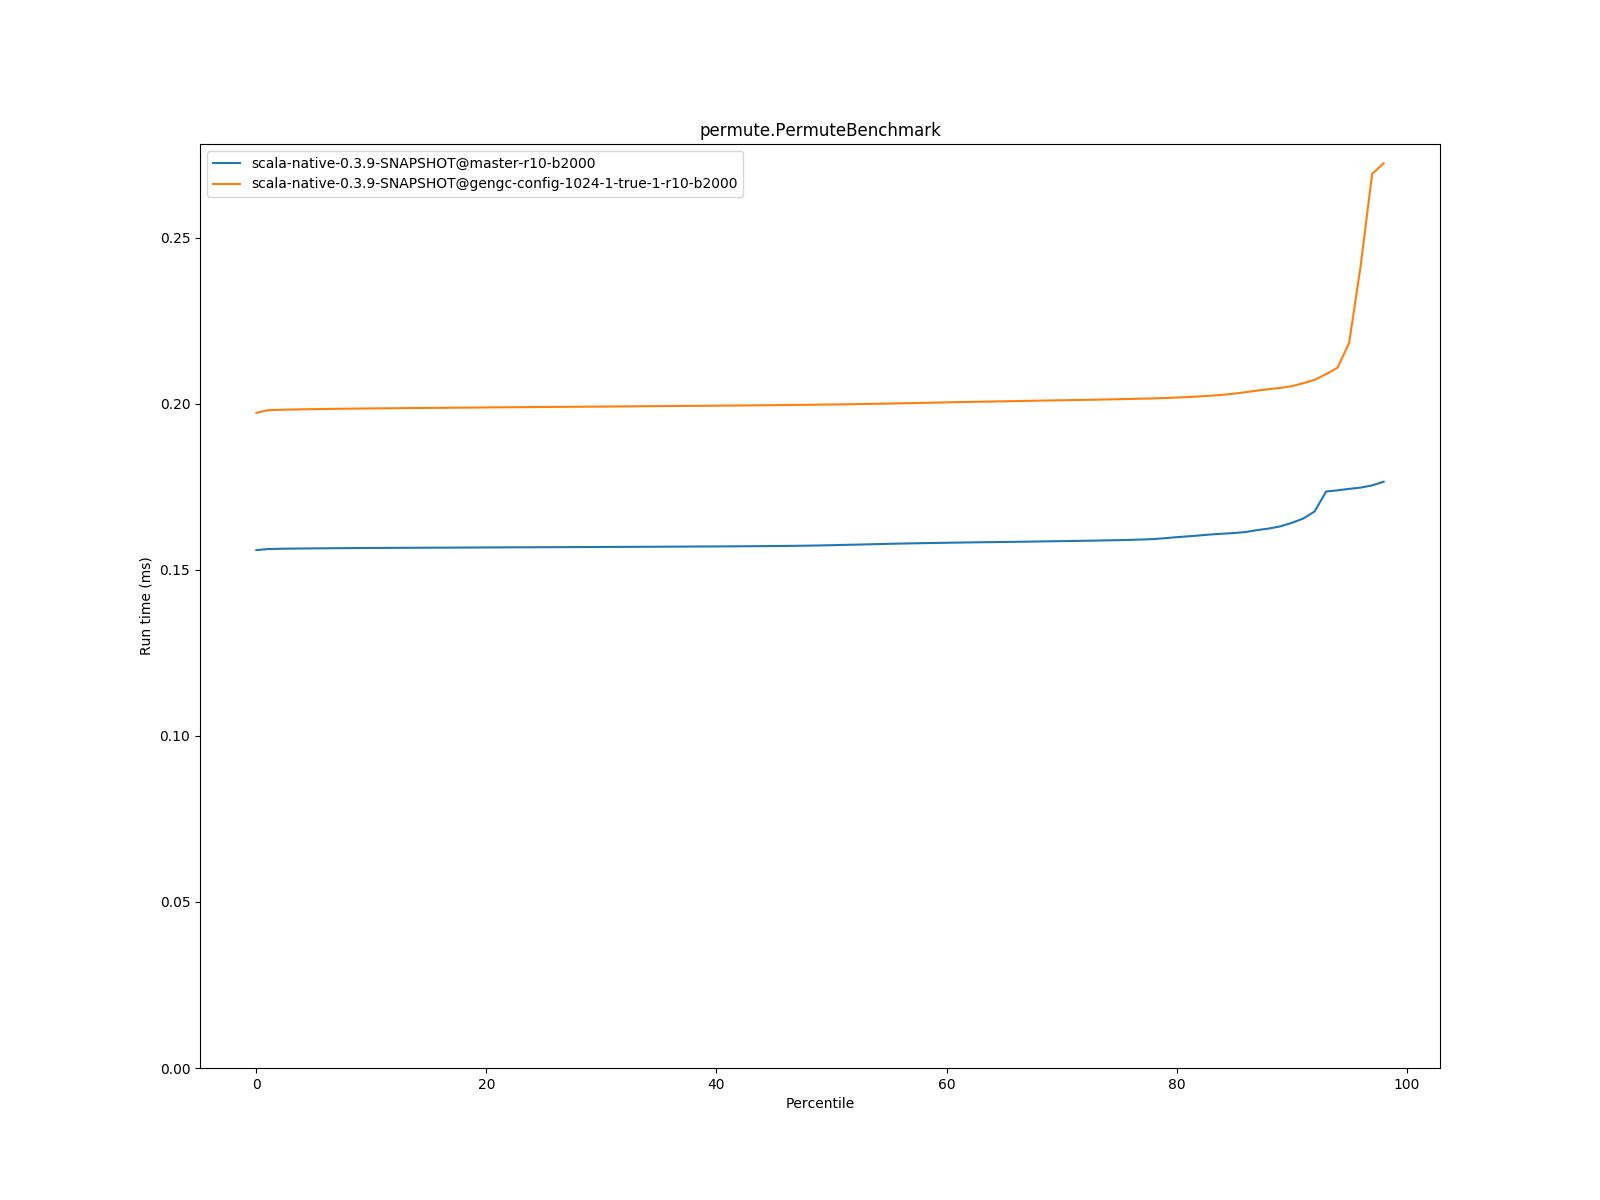 permute.PermuteBenchmark
scala-native-0.3.9-SNAPSHOT@master-r10-b2000
scala-native-0.3.9-SNAPSHOT@gengc-config-1024-1-true-1-r10-b2000
0.25
0.20
0.15
0.10
0.05
0.00
Run time (ms)
0 20 40 60 80 100
Percentile